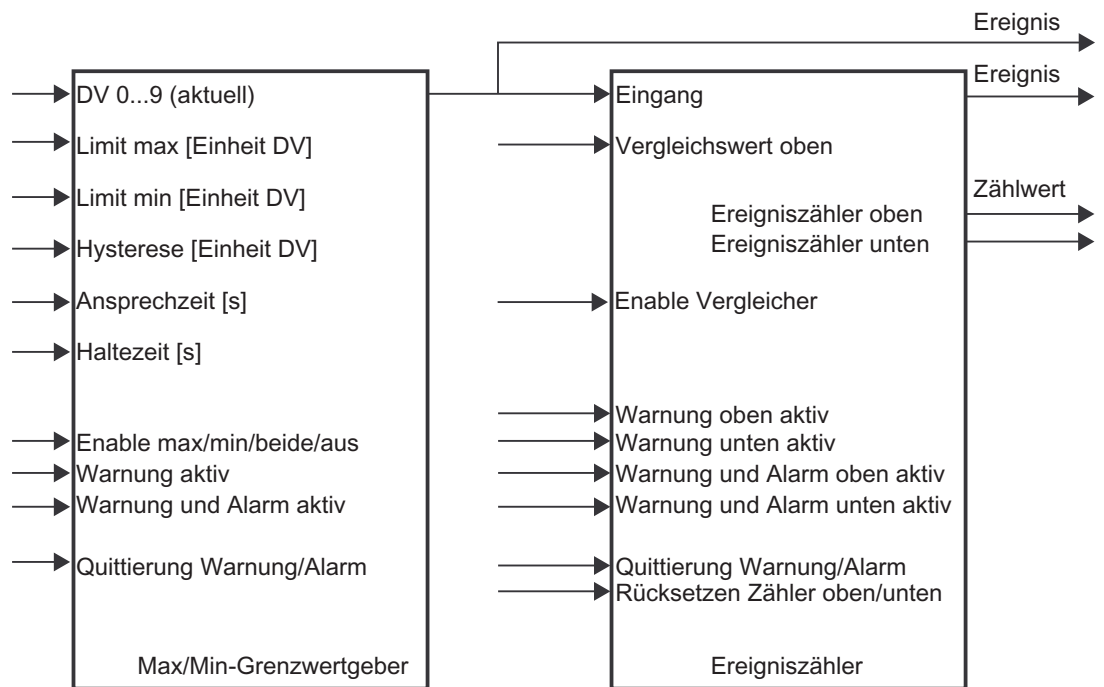 Ereignis
Ereignis
DV 0...9 (aktuell)
Limit max [Einheit DV]
Limit min [Einheit DV]
Hysterese [Einheit DV]
Ansprechzeit [s]
Haltezeit [s]
Enable max/min/beide/aus
Warnung aktiv
Warnung und Alarm aktiv
Quittierung Warnung/Alarm
Max/Min-Grenzwertgeber
Eingang
Vergleichswert oben
Zählwert
Ereigniszähler oben
Ereigniszähler unten
Enable Vergleicher
Warnung oben aktiv
Warnung unten aktiv
Warnung und Alarm oben aktiv
Warnung und Alarm unten aktiv
Quittierung Warnung/Alarm
Rücksetzen Zähler oben/unten
Ereigniszähler